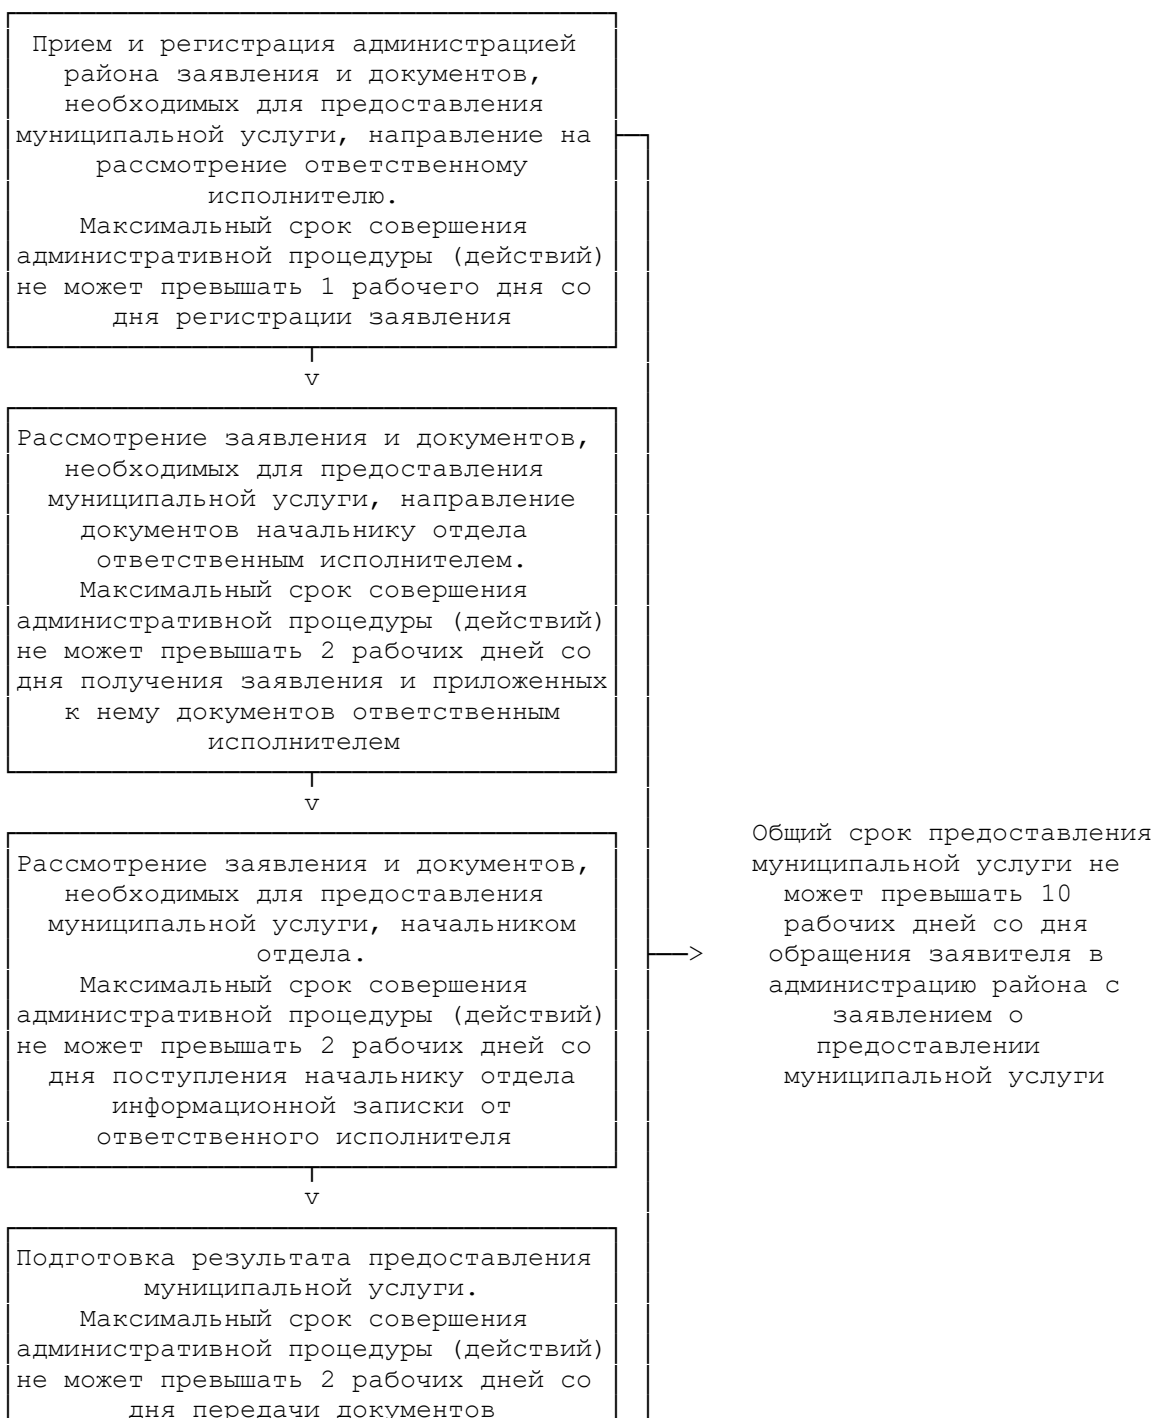 Прием и регистрация администрацией
района заявления и документов,
необходимых для предоставления
муниципальной услуги, направление на
рассмотрение ответственному
исполнителю.
Максимальный срок совершения
административной процедуры (действий)
не может превышать 1 рабочего дня со
дня регистрации заявления
v
Рассмотрение заявления и документов,
необходимых для предоставления
муниципальной услуги, направление
документов начальнику отдела
ответственным исполнителем.
Максимальный срок совершения
административной процедуры (действий)
не может превышать 2 рабочих дней со
дня получения заявления и приложенных
к нему документов ответственным
исполнителем
v
Рассмотрение заявления и документов,
необходимых для предоставления
муниципальной услуги, начальником
отдела.
Максимальный срок совершения
административной процедуры (действий)
не может превышать 2 рабочих дней со
дня поступления начальнику отдела
информационной записки от
ответственного исполнителя
v
Подготовка результата предоставления
муниципальной услуги.
Максимальный срок совершения
административной процедуры (действий)
не может превышать 2 рабочих дней со
дня передачи документов
Общий срок предоставления
муниципальной услуги не
может превышать 10
рабочих дней со дня
обращения заявителя в
администрацию района с
заявлением о
предоставлении
муниципальной услуги